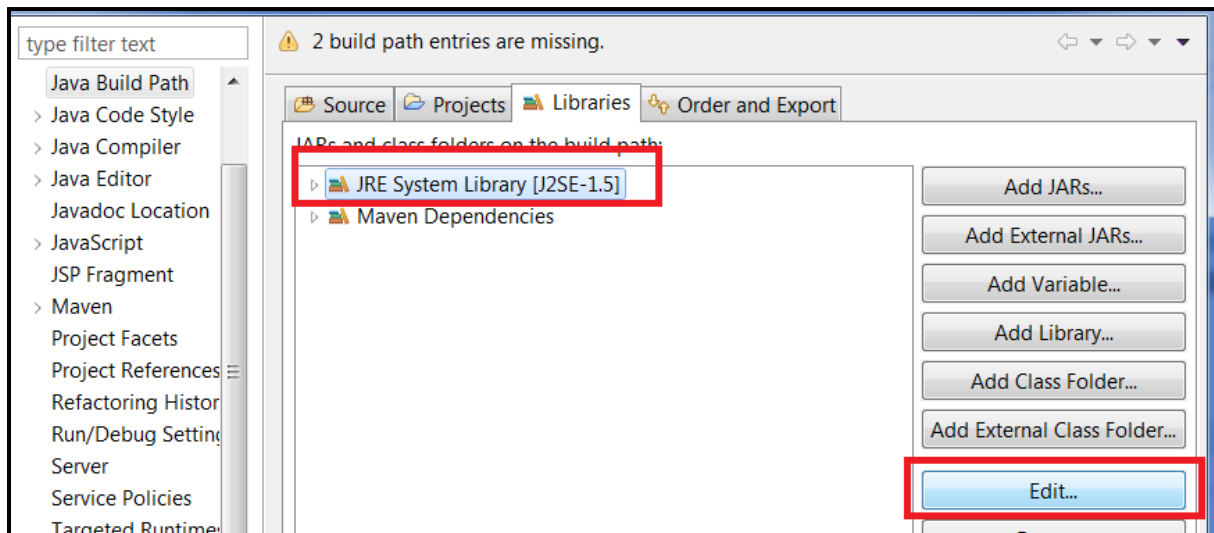 type filter text
2 build path entries are missing.
Java Build Path
Java Code Style
Java Compiler
Java Editor
Javadoc Location
JavaScript
JSP Fragment
Maven
Project Facets
Project References
Refactoring Histor
Run/Debug Setting
Server
Service Policies
Targeted Runtime
Source Projects Libraries Order and Export
JARs and class folders on the build path:
JRE System Library [J2SE-1.5]
Maven Dependencies
Add JARs...
Add External JARs...
Add Variable...
Add Library...
Add Class Folder...
Add External Class Folder...
Edit...